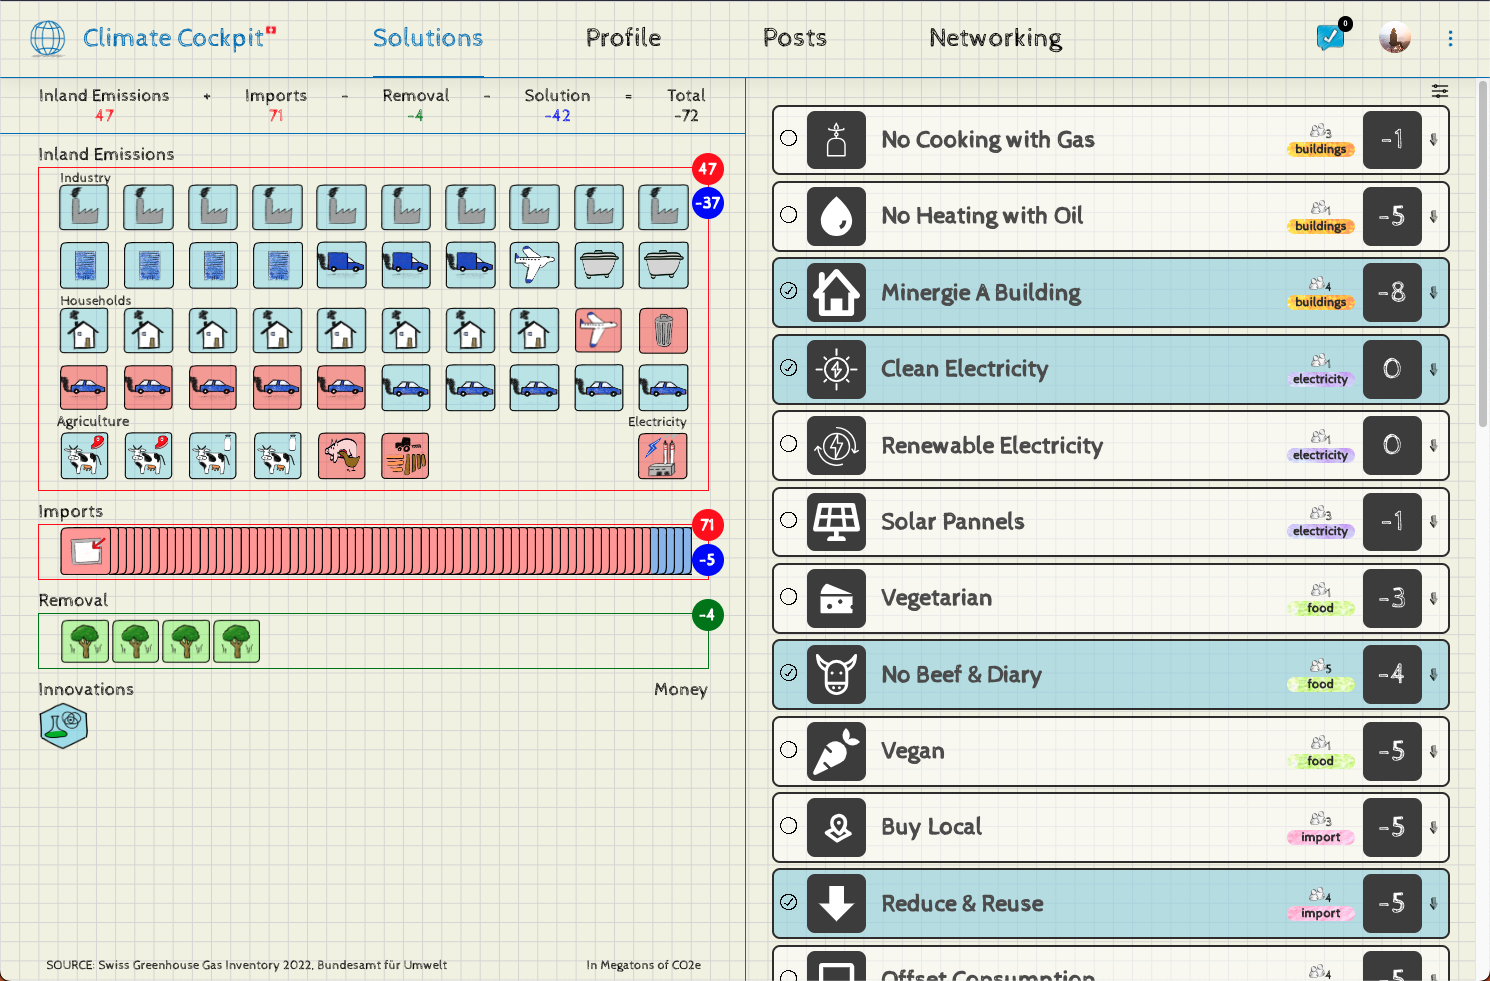 Climate Cockpit
Solutions
Profile
Posts
Networking
0
Inland Emissions + Imports - Removal - Solution = Total
47 71 -4 -42 -72
Inland Emissions
47
-37
Industry
Households
Agriculture
Electricity
Imports
71
-5
Removal
-4
Innovations
Money
SOURCE: Swiss Greenhouse Gas Inventory 2022, Bundesamt für Umwelt
In Megatons of CO2e
No Cooking with Gas
3
buildings
-1
No Heating with Oil
1
buildings
-5
Minergie A Building
4
buildings
-8
Clean Electricity
1
electricity
0
Renewable Electricity
1
electricity
0
Solar Pannels
3
electricity
-1
Vegetarian
1
food
-3
No Beef & Diary
5
food
-4
Vegan
1
food
-5
Buy Local
3
import
-5
Reduce & Reuse
4
import
-5
Offset Consumption
4
-5